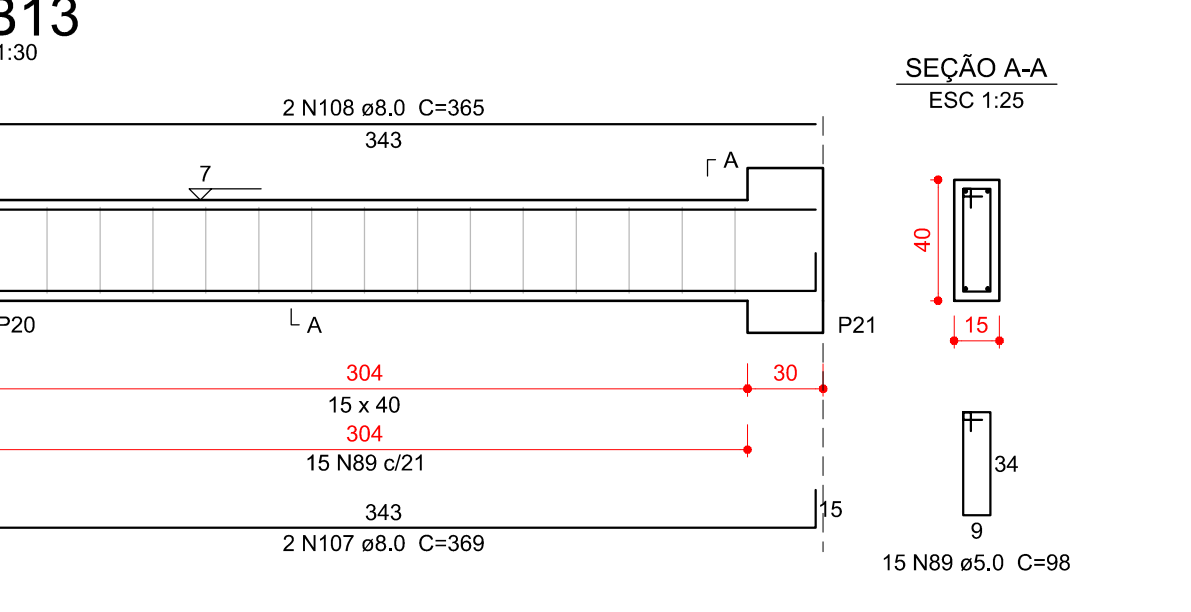 313
1:30
SEÇÃO A-A
ESC 1:25
2 N108 ø8.0 C=365
343
7
A
40
P20
A
P21
15
304
30
15 x 40
304
15 N89 c/21
34
343
15
9
2 N107 ø8.0 C=369
15 N89 ø5.0 C=98